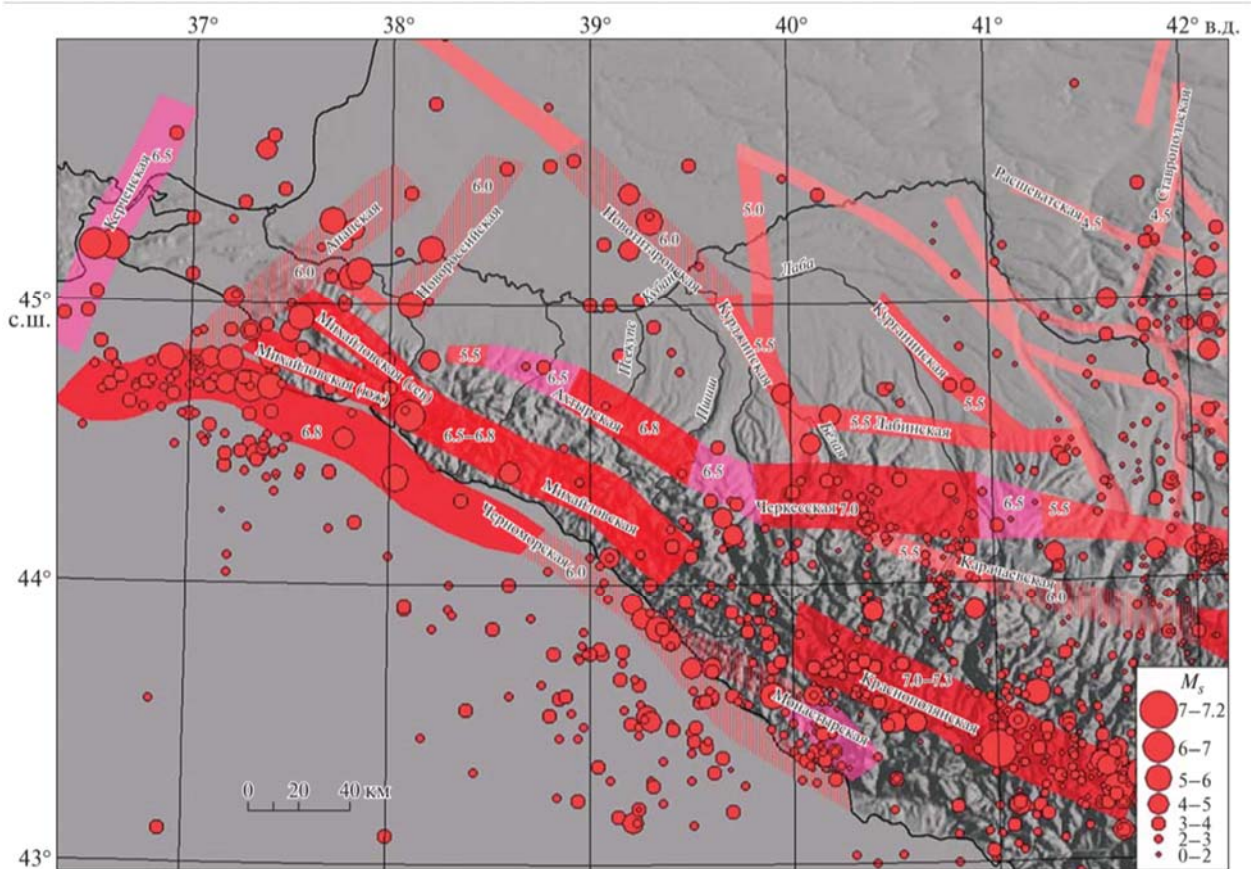 37° 38° 39° 40° 41° 42° в.д.
Керченская
6.5
Анапская
6.0
6.0
Новороссийская
Новотитаровская
6.0
5.0
Расшеватская
4.5
Ставропольская
4.5
Лаба
Кубань
45°
с.ш.
Михайловская (сев)
Михайловская (юж)
5.5
6.5
Ахтырская
6.8
Псекупс
Пшиш
Курджипская
5.5
Курганинская
5.5
5.5 Лабинская
Белая
6.8
6.5–6.8
Михайловская
6.5
Черкесская 7.0
6.5
5.5
Черноморская
6.0
5.5
Карачаевская
6.0
44°
7.0–7.3
Краснополянская
Монастырская
0 20 40 км
43°
Ms
7–7.2
6–7
5–6
4–5
3–4
2–3
0–2